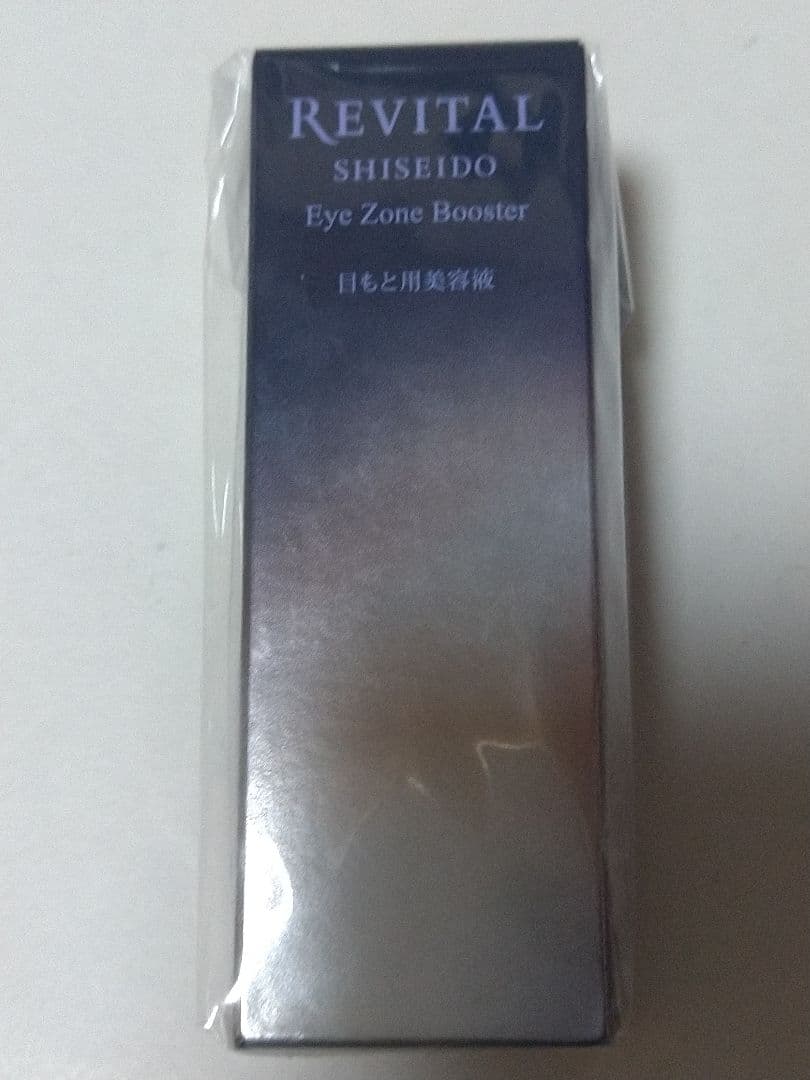 REVITAL
SHISEIDO
Eye Zone Booster
目もと用美容液